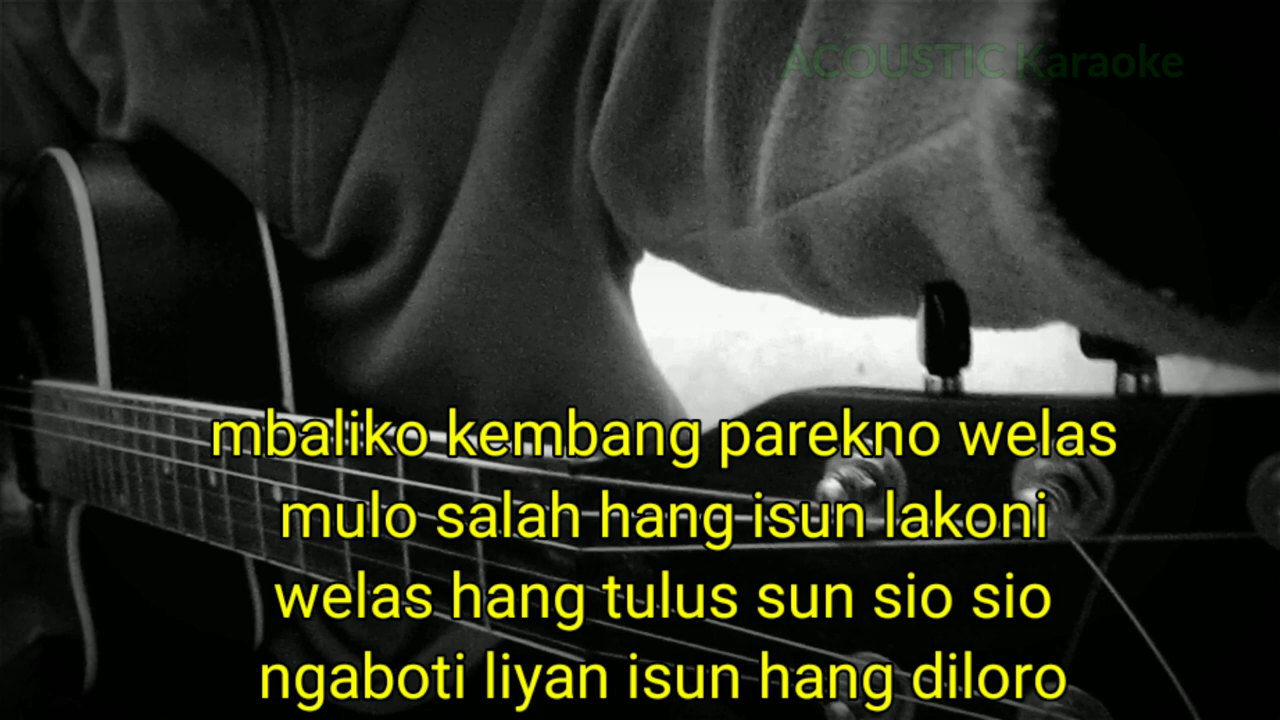 ACOUSTIC Karaoke
mbaliko kembang parekno welas
mulo salah hang isun lakoni
welas hang tulus sun sio sio
ngaboti liyan isun hang diloro